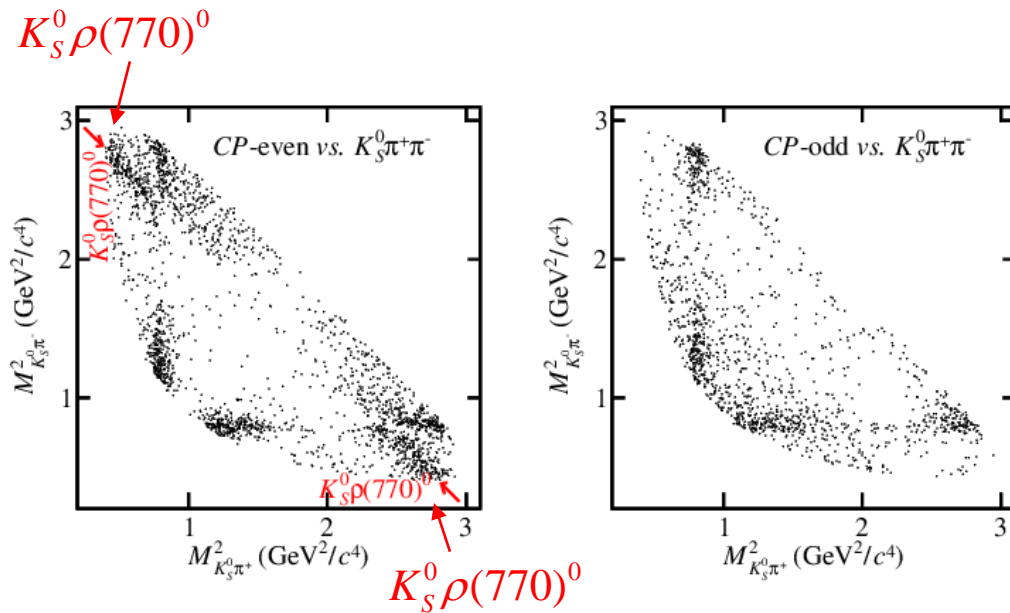 K_S^0 ρ(770)^0
CP-even vs. K_S^0π^+π^-
K_S^0ρ(770)^0
M^2_{K_S^0π^-} (GeV^2/c^4)
3
2
1
K_S^0ρ(770)^0
1
2
3
M^2_{K_S^0π^+} (GeV^2/c^4)
K_S^0 ρ(770)^0
CP-odd vs. K_S^0π^+π^-
M^2_{K_S^0π^-} (GeV^2/c^4)
3
2
1
1
2
3
M^2_{K_S^0π^+} (GeV^2/c^4)